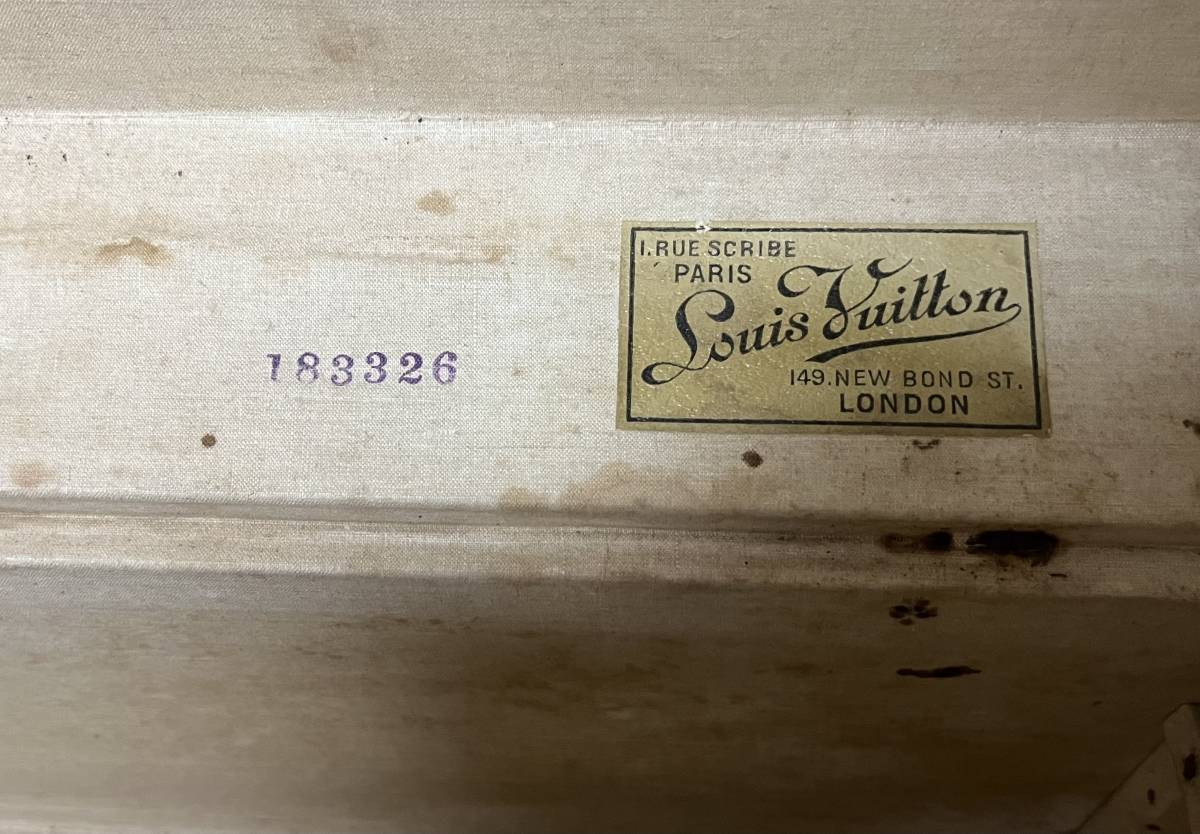 183326
1. RUE SCRIBE
PARIS
Louis Vuitton
149. NEW BOND ST.
LONDON